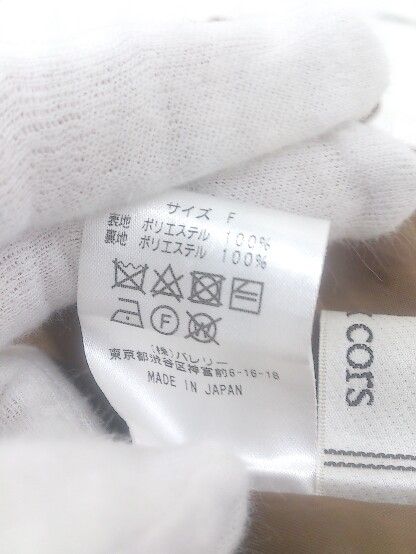 サイズ F
表地 ポリエステル 100%
裏地 ポリエステル 100%
F
W
(株)バレリー
東京都渋谷区神宮前6-16-16
MADE IN JAPAN
cors